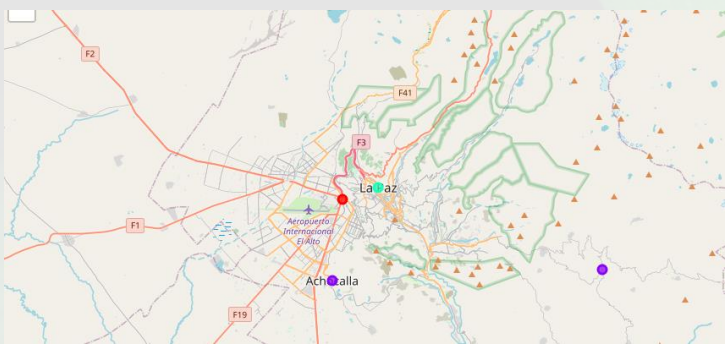 F2
F41
F3
La Paz
F1
Aeropuerto
Internacional
El Alto
Achocalla
F19